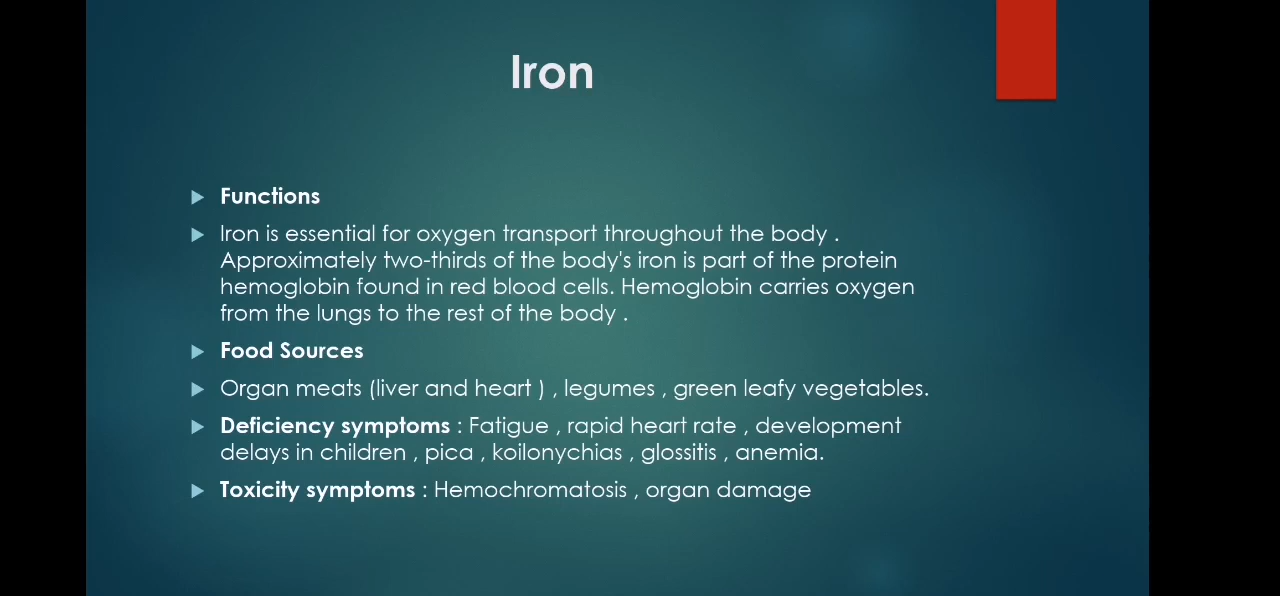 Iron
Functions
Iron is essential for oxygen transport throughout the body .
Approximately two-thirds of the body's iron is part of the protein
hemoglobin found in red blood cells. Hemoglobin carries oxygen
from the lungs to the rest of the body .
Food Sources
Organ meats (liver and heart ) , legumes , green leafy vegetables.
Deficiency symptoms : Fatigue , rapid heart rate , development
delays in children , pica , koilonychias , glossitis , anemia.
Toxicity symptoms : Hemochromatosis , organ damage